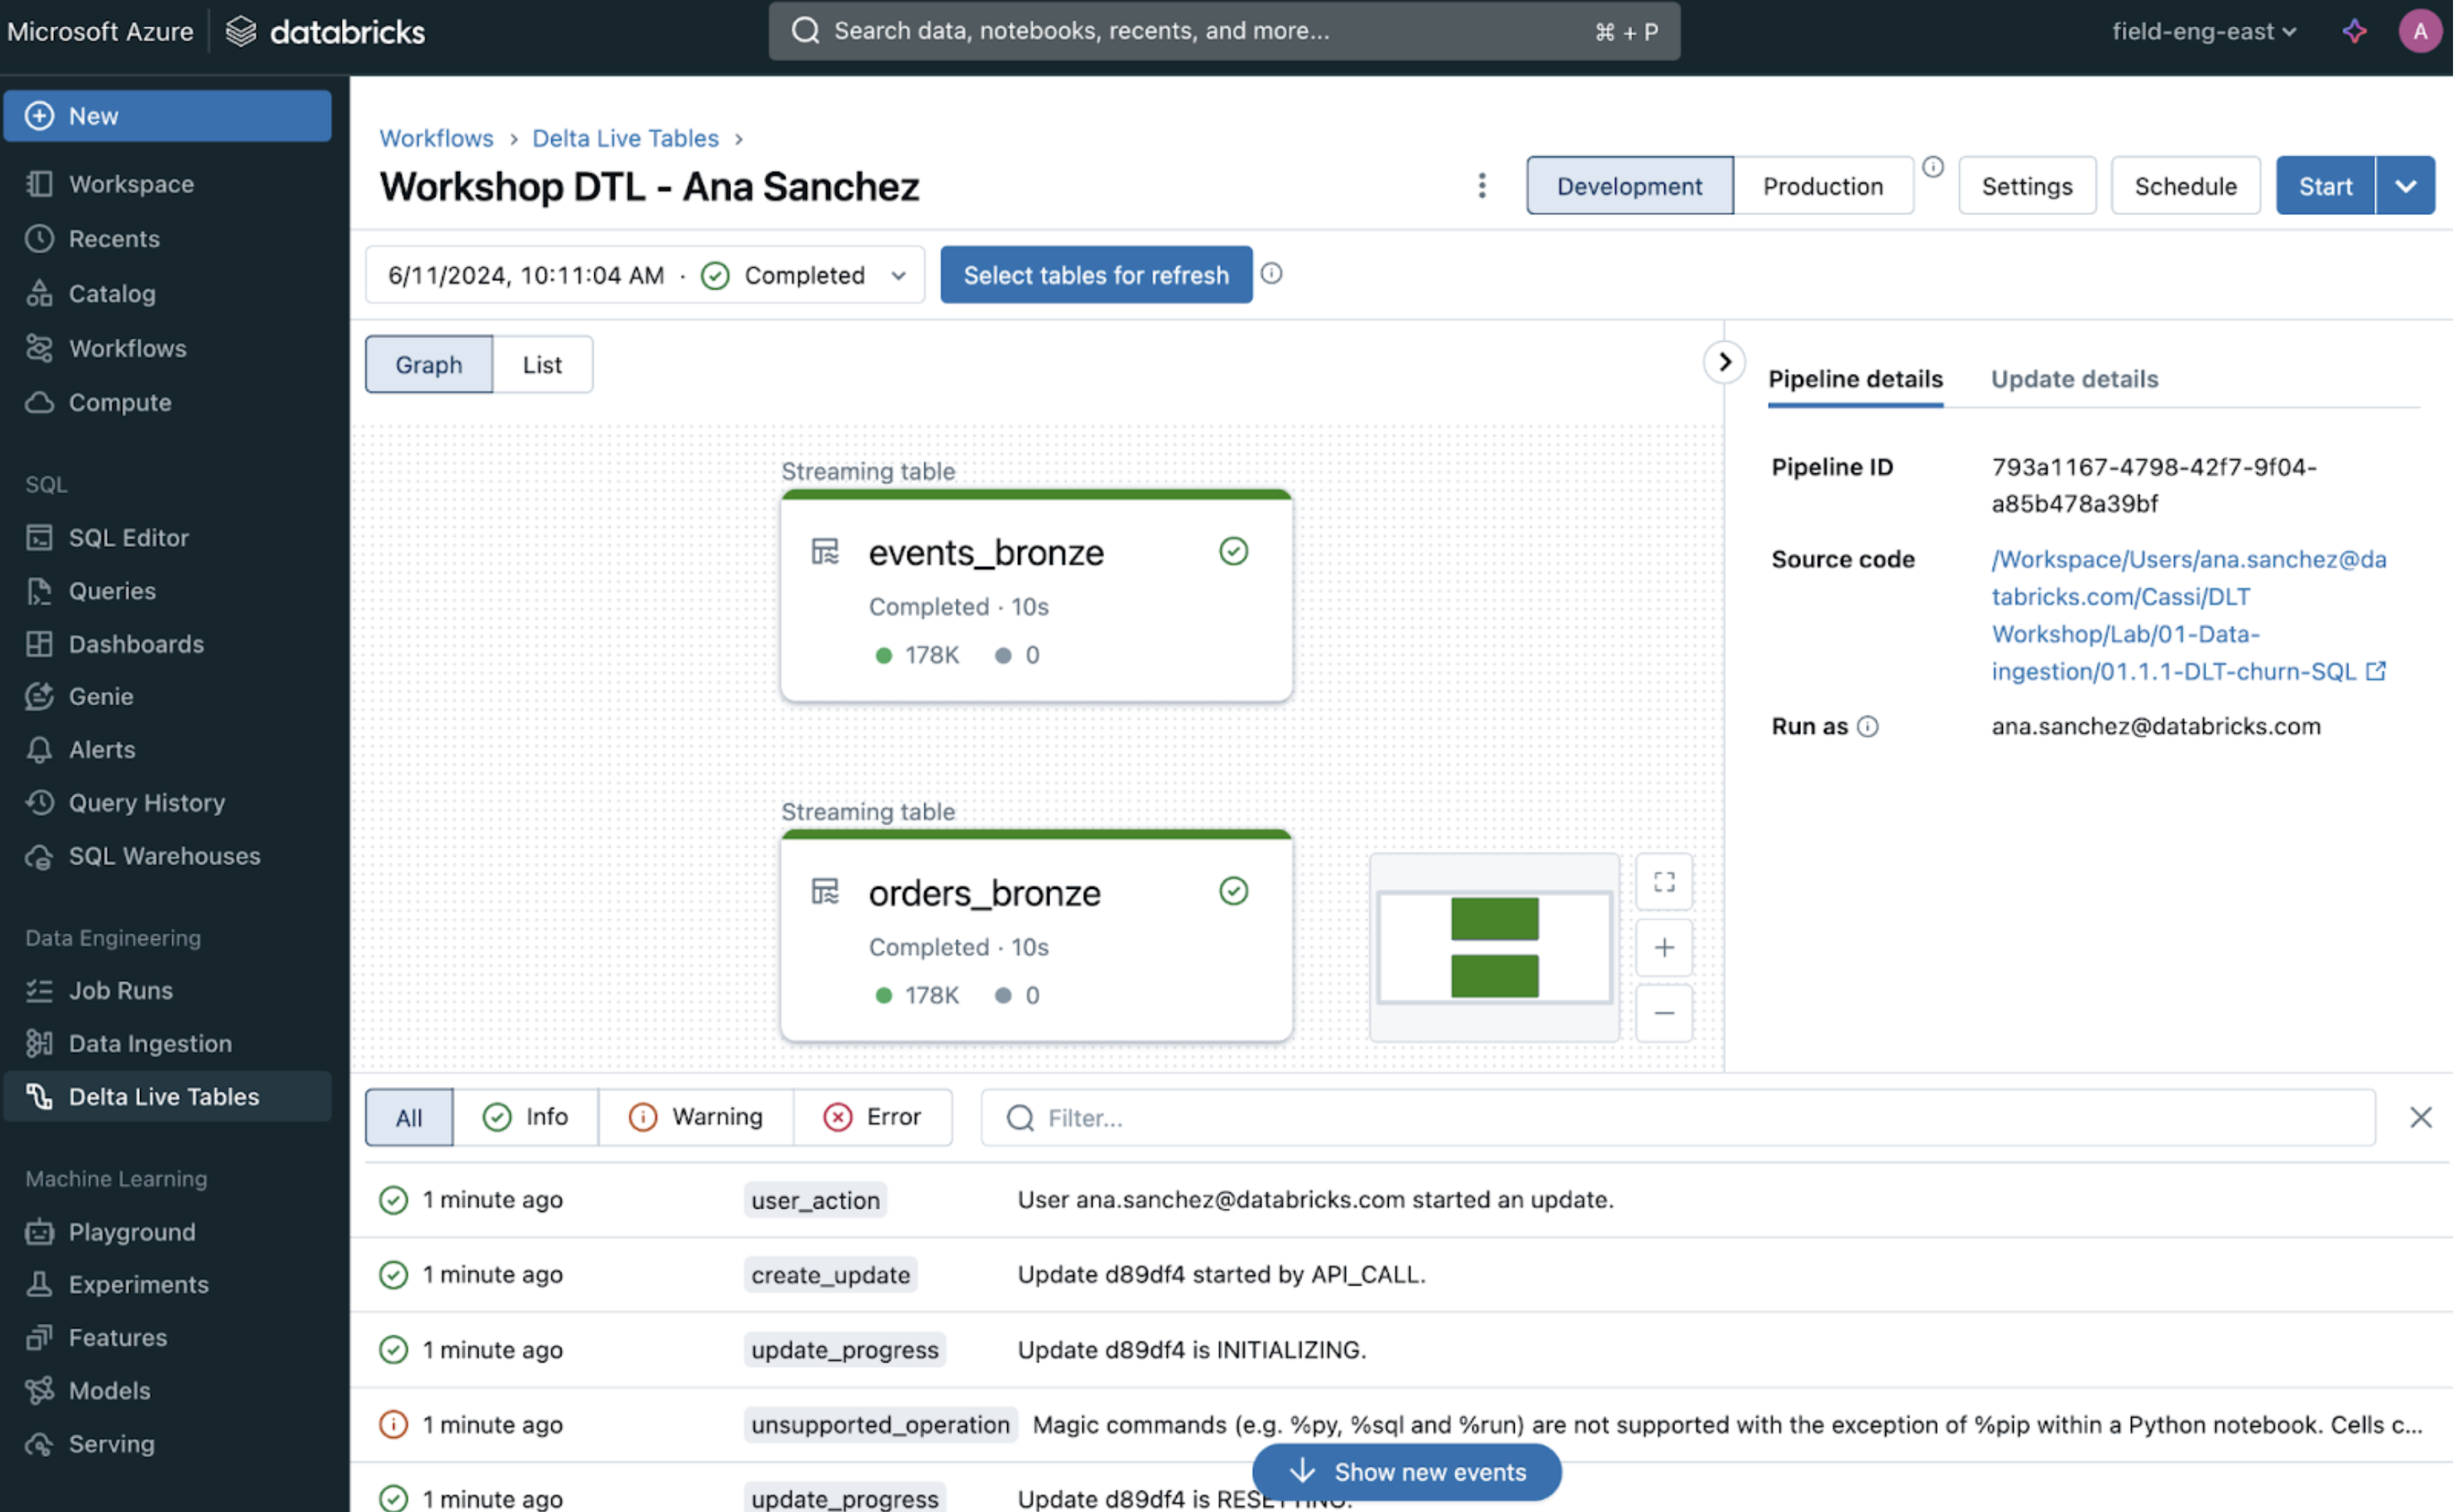 Microsoft Azure databricks Search data, notebooks, recents, and more... ⌘ + P field-eng-east A
New
Workspace
Recents
Catalog
Workflows
Compute
SQL
SQL Editor
Queries
Dashboards
Genie
Alerts
Query History
SQL Warehouses
Data Engineering
Job Runs
Data Ingestion
Delta Live Tables
Machine Learning
Playground
Experiments
Features
Models
Serving
Workflows > Delta Live Tables >
Workshop DTL - Ana Sanchez
Development Production Settings Schedule Start
6/11/2024, 10:11:04 AM · Completed Select tables for refresh
Graph List
Streaming table
events_bronze
Completed · 10s
178K 0
Streaming table
orders_bronze
Completed · 10s
178K 0
Pipeline details Update details
Pipeline ID 793a1167-4798-42f7-9f04-
a85b478a39bf
Source code /Workspace/Users/ana.sanchez@da
tabricks.com/Cassi/DLT
Workshop/Lab/01-Data-
ingestion/01.1.1-DLT-churn-SQL
Run as ana.sanchez@databricks.com
All Info Warning Error Filter...
1 minute ago user_action User ana.sanchez@databricks.com started an update.
1 minute ago create_update Update d89df4 started by API_CALL.
1 minute ago update_progress Update d89df4 is INITIALIZING.
1 minute ago unsupported_operation Magic commands (e.g. %py, %sql and %run) are not supported with the exception of %pip within a Python notebook. Cells c...
Show new events
1 minute ago update_progress Update d89df4 is